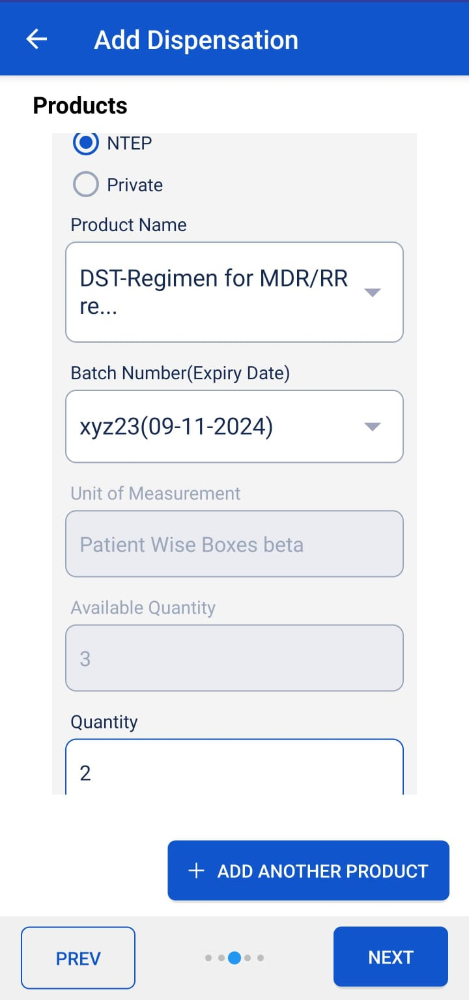 Add Dispensation
Products
NTEP
Private
Product Name
DST-Regimen for MDR/RR
re...
Batch Number(Expiry Date)
xyz23(09-11-2024)
Unit of Measurement
Patient Wise Boxes beta
Available Quantity
3
Quantity
2
+ ADD ANOTHER PRODUCT
PREV
NEXT